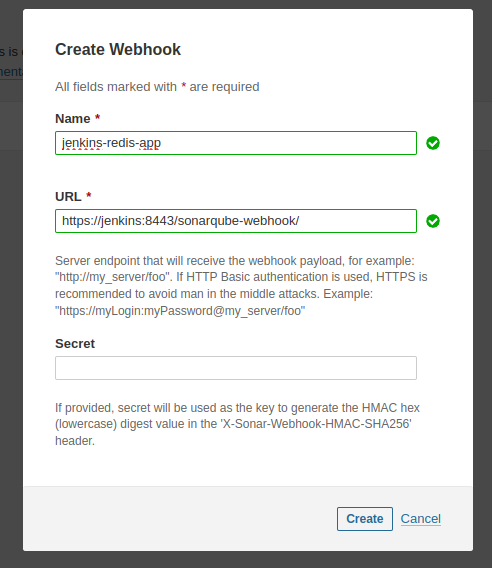 Create Webhook
s is
All fields marked with * are required
menta
Name *
jenkins-redis-app
URL *
https://jenkins:8443/sonarqube-webhook/
Server endpoint that will receive the webhook payload, for example:
"http://my_server/foo". If HTTP Basic authentication is used, HTTPS is
recommended to avoid man in the middle attacks. Example:
"https://myLogin:myPassword@my_server/foo"
Secret
If provided, secret will be used as the key to generate the HMAC hex
(lowercase) digest value in the 'X-Sonar-Webhook-HMAC-SHA256'
header.
Create Cancel